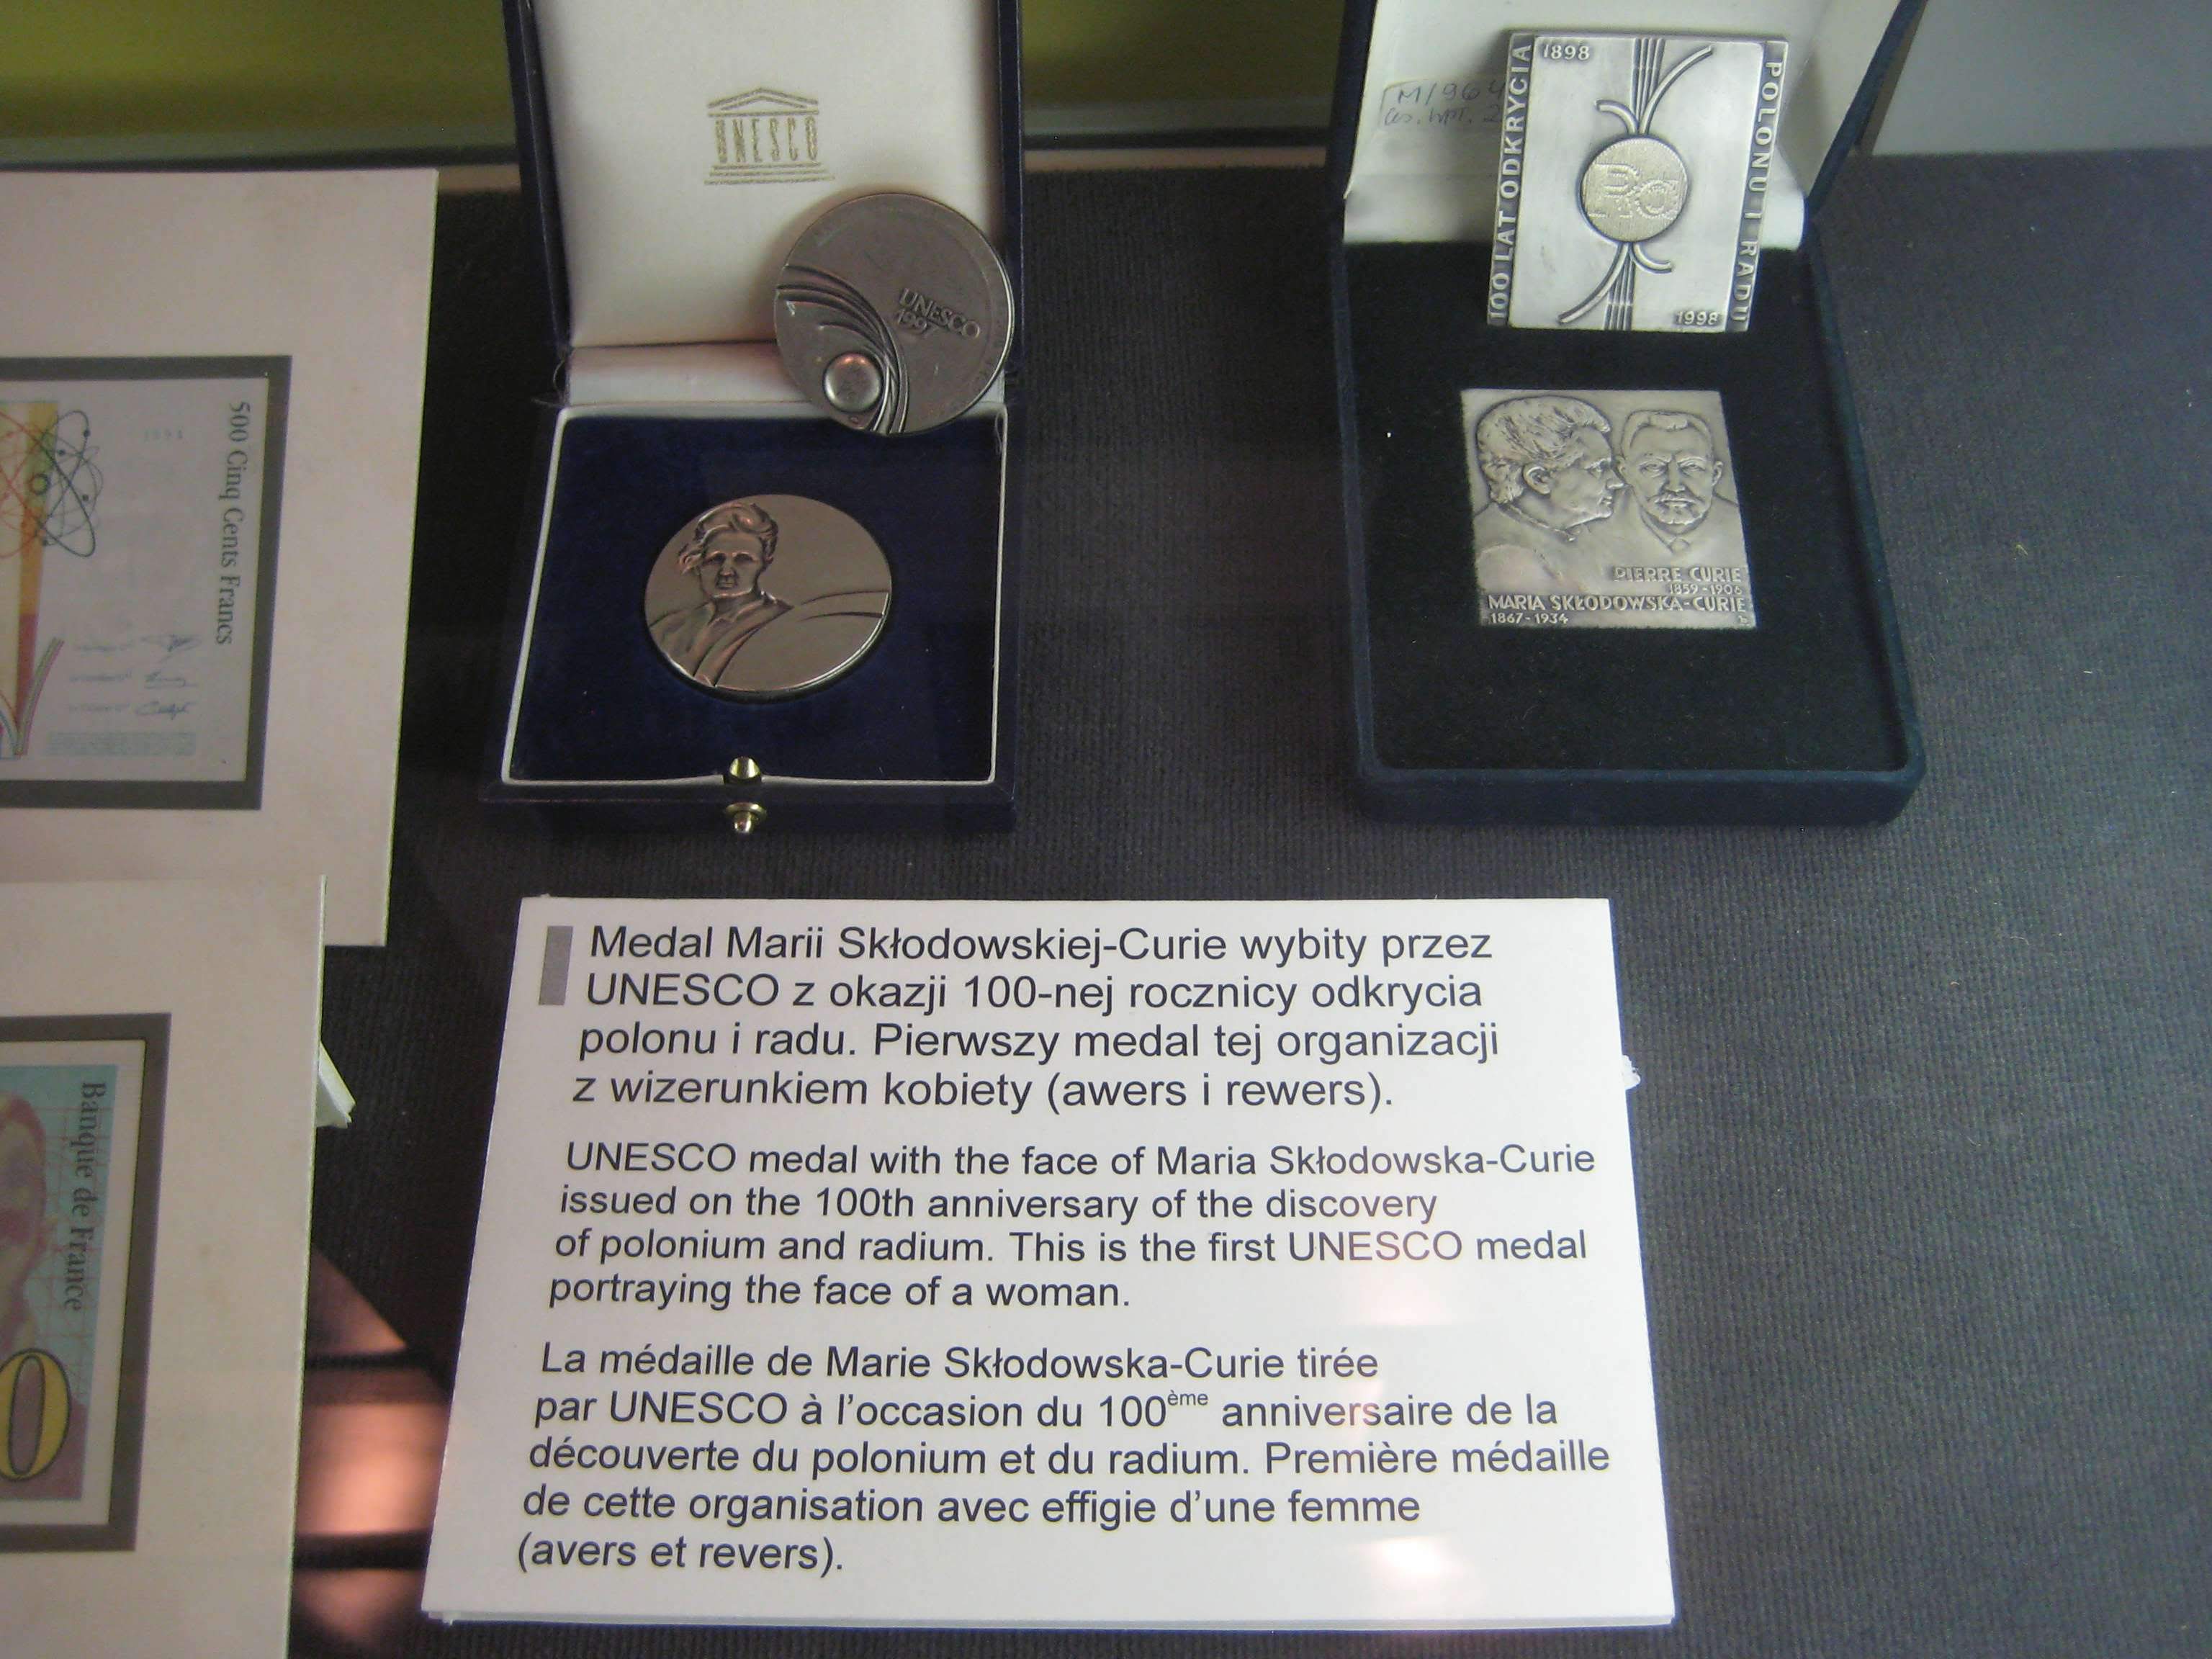 UNESCO
UNESCO
1898
100 LAT ODKRYCIA
POLONU I RADU
RC
1998
PIERRE CURIE
1859-1906
MARIA SKŁODOWSKA-CURIE
1867-1934
500 Cinq Cents Francs
Banque de France
0
Medal Marii Skłodowskiej-Curie wybity przez
UNESCO z okazji 100-nej rocznicy odkrycia
polonu i radu. Pierwszy medal tej organizacji
z wizerunkiem kobiety (awers i rewers).
UNESCO medal with the face of Maria Skłodowska-Curie
issued on the 100th anniversary of the discovery
of polonium and radium. This is the first UNESCO medal
portraying the face of a woman.
La médaille de Marie Skłodowska-Curie tirée
par UNESCO à l'occasion du 100ème anniversaire de la
découverte du polonium et du radium. Première médaille
de cette organisation avec effigie d'une femme
(avers et revers).